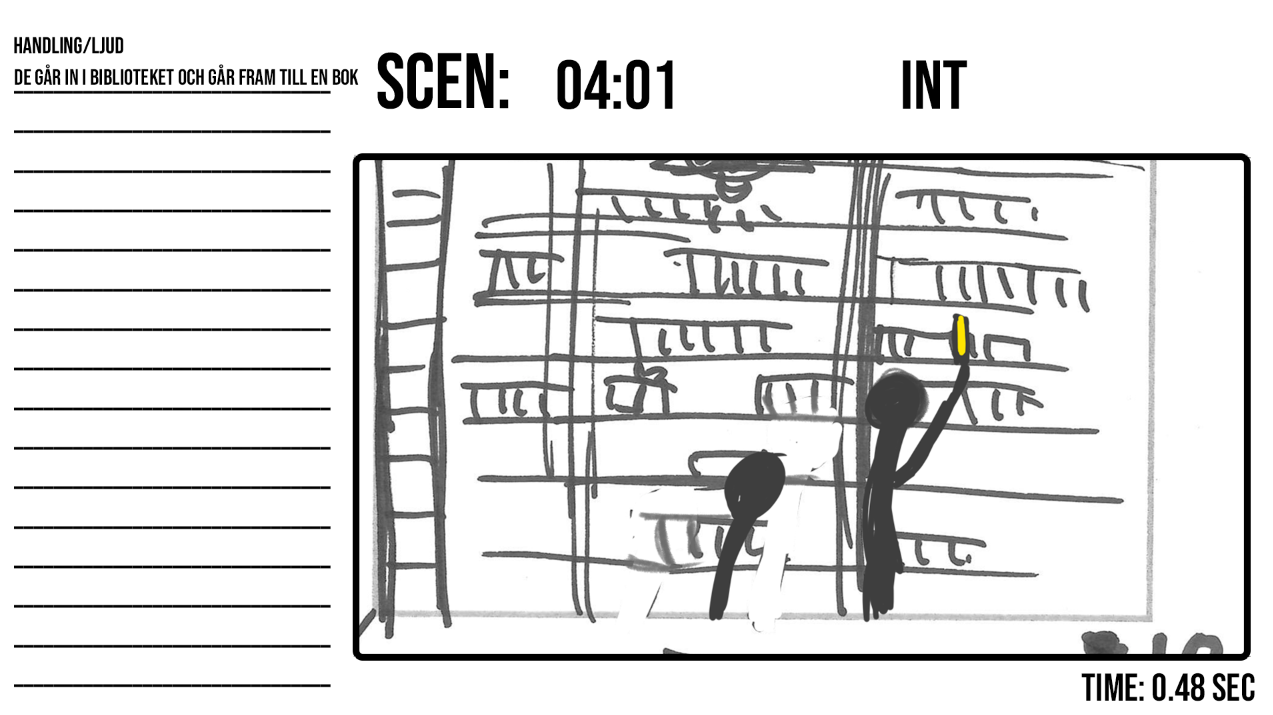 HANDLING/LJUD
DE GÅR IN I BIBLIOTEKET OCH GÅR FRAM TILL EN BOK
SCEN: 04:01 INT
TIME: 0.48 SEC